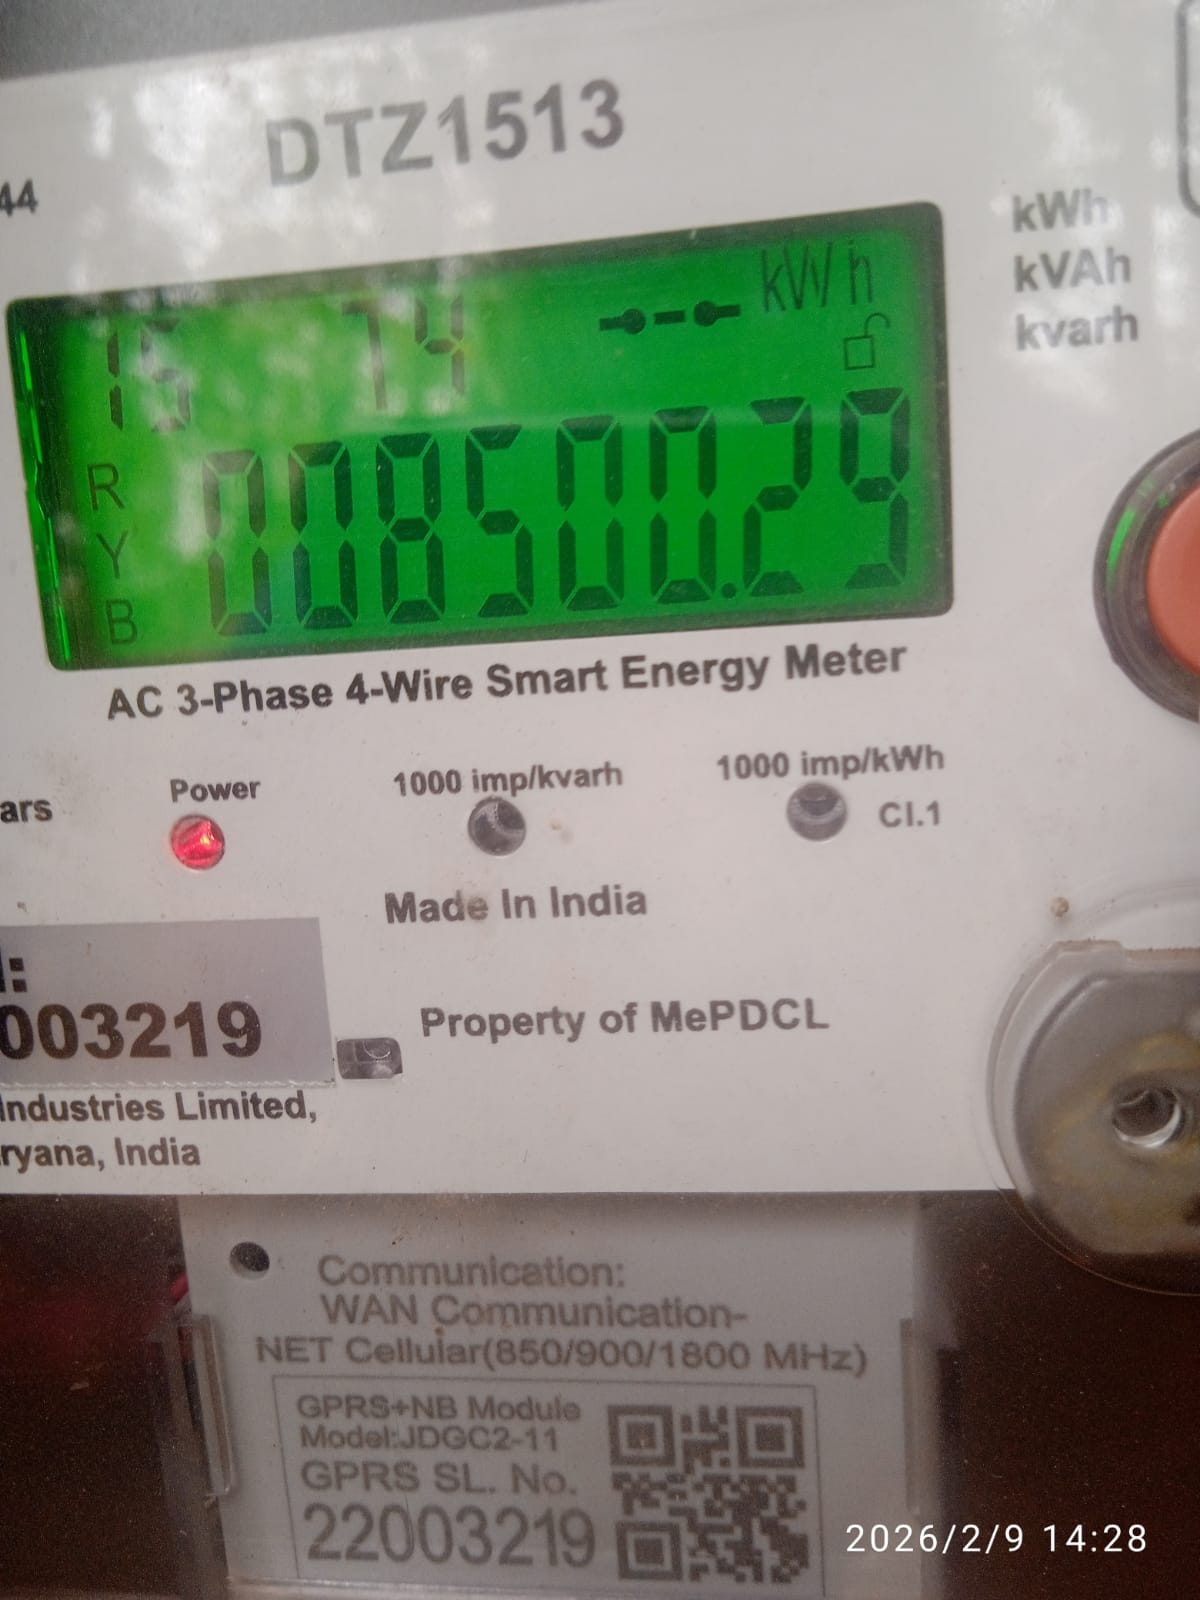 DTZ1513
44
kWh
kVAh
kvarh
15 74 kWh
R
Y
B
008500.29
AC 3-Phase 4-Wire Smart Energy Meter
ars
Power
1000 imp/kvarh
1000 imp/kWh
Cl.1
Made In India
003219
Property of MePDCL
Industries Limited,
ryana, India
Communication:
WAN Communication-
NET Cellular(850/900/1800 MHz)
GPRS+NB Module
Model:JDGC2-11
GPRS SL. No.
22003219
2026/2/9 14:28